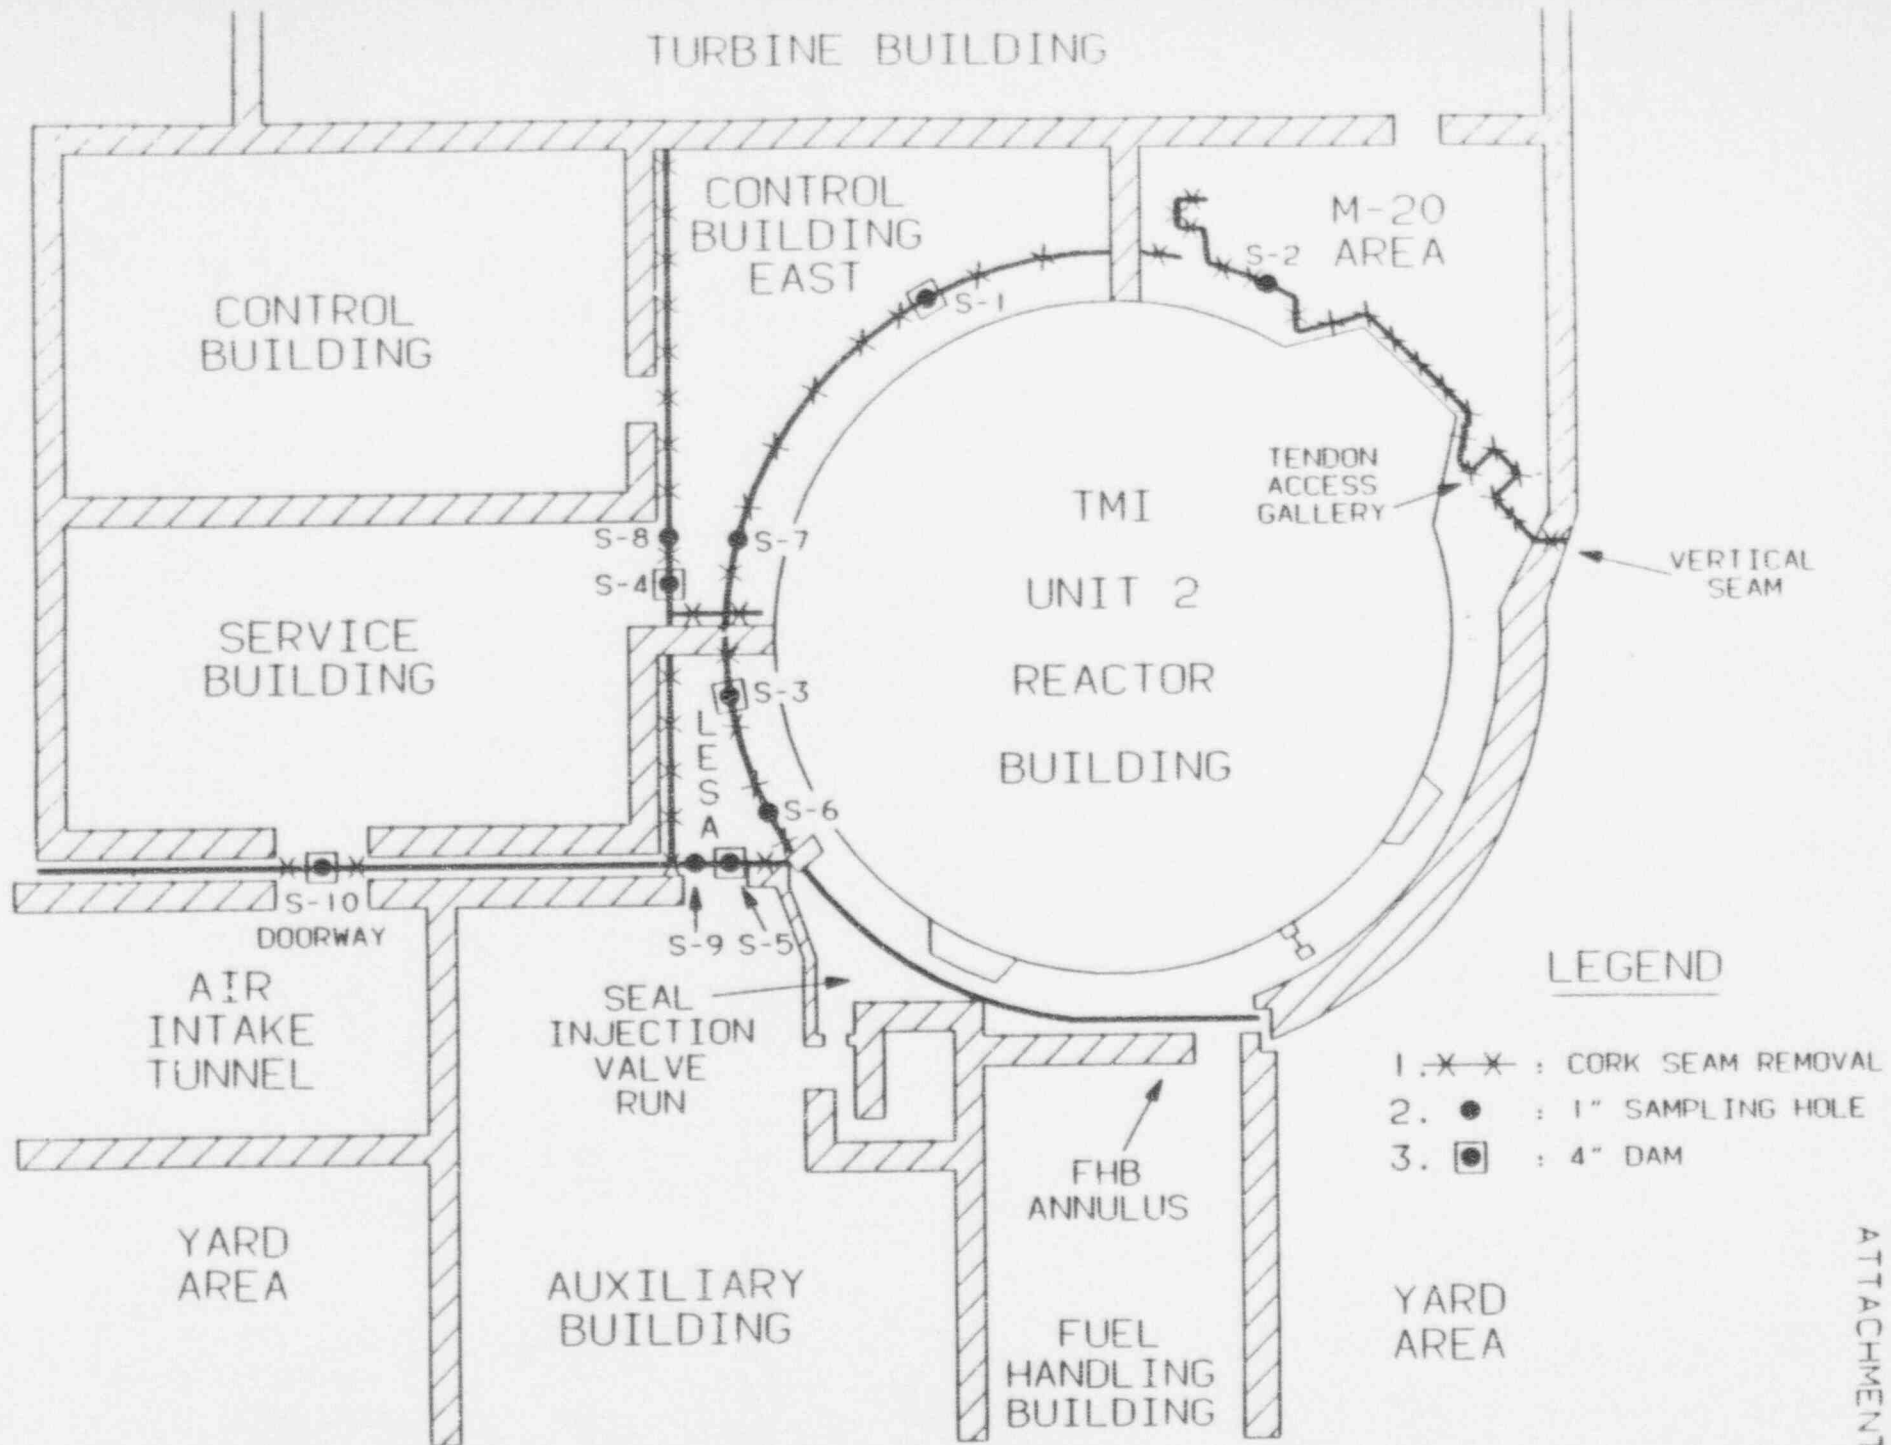 TURBINE BUILDING
CONTROL
BUILDING
EAST
M-20
AREA
S-2
S-1
CONTROL
BUILDING
TENDON
ACCESS
GALLERY
TMI
UNIT 2
REACTOR
BUILDING
VERTICAL
SEAM
S-8
S-7
S-4
SERVICE
BUILDING
S-3
LESA
S-6
S-10
DOORWAY
S-9
S-5
AIR
INTAKE
TUNNEL
SEAL
INJECTION
VALVE
RUN
LEGEND
1. : CORK SEAM REMOVAL
2. : 1" SAMPLING HOLE
3. : 4" DAM
FHB
ANNULUS
YARD
AREA
AUXILIARY
BUILDING
FUEL
HANDLING
BUILDING
YARD
AREA
ATTACHMENT